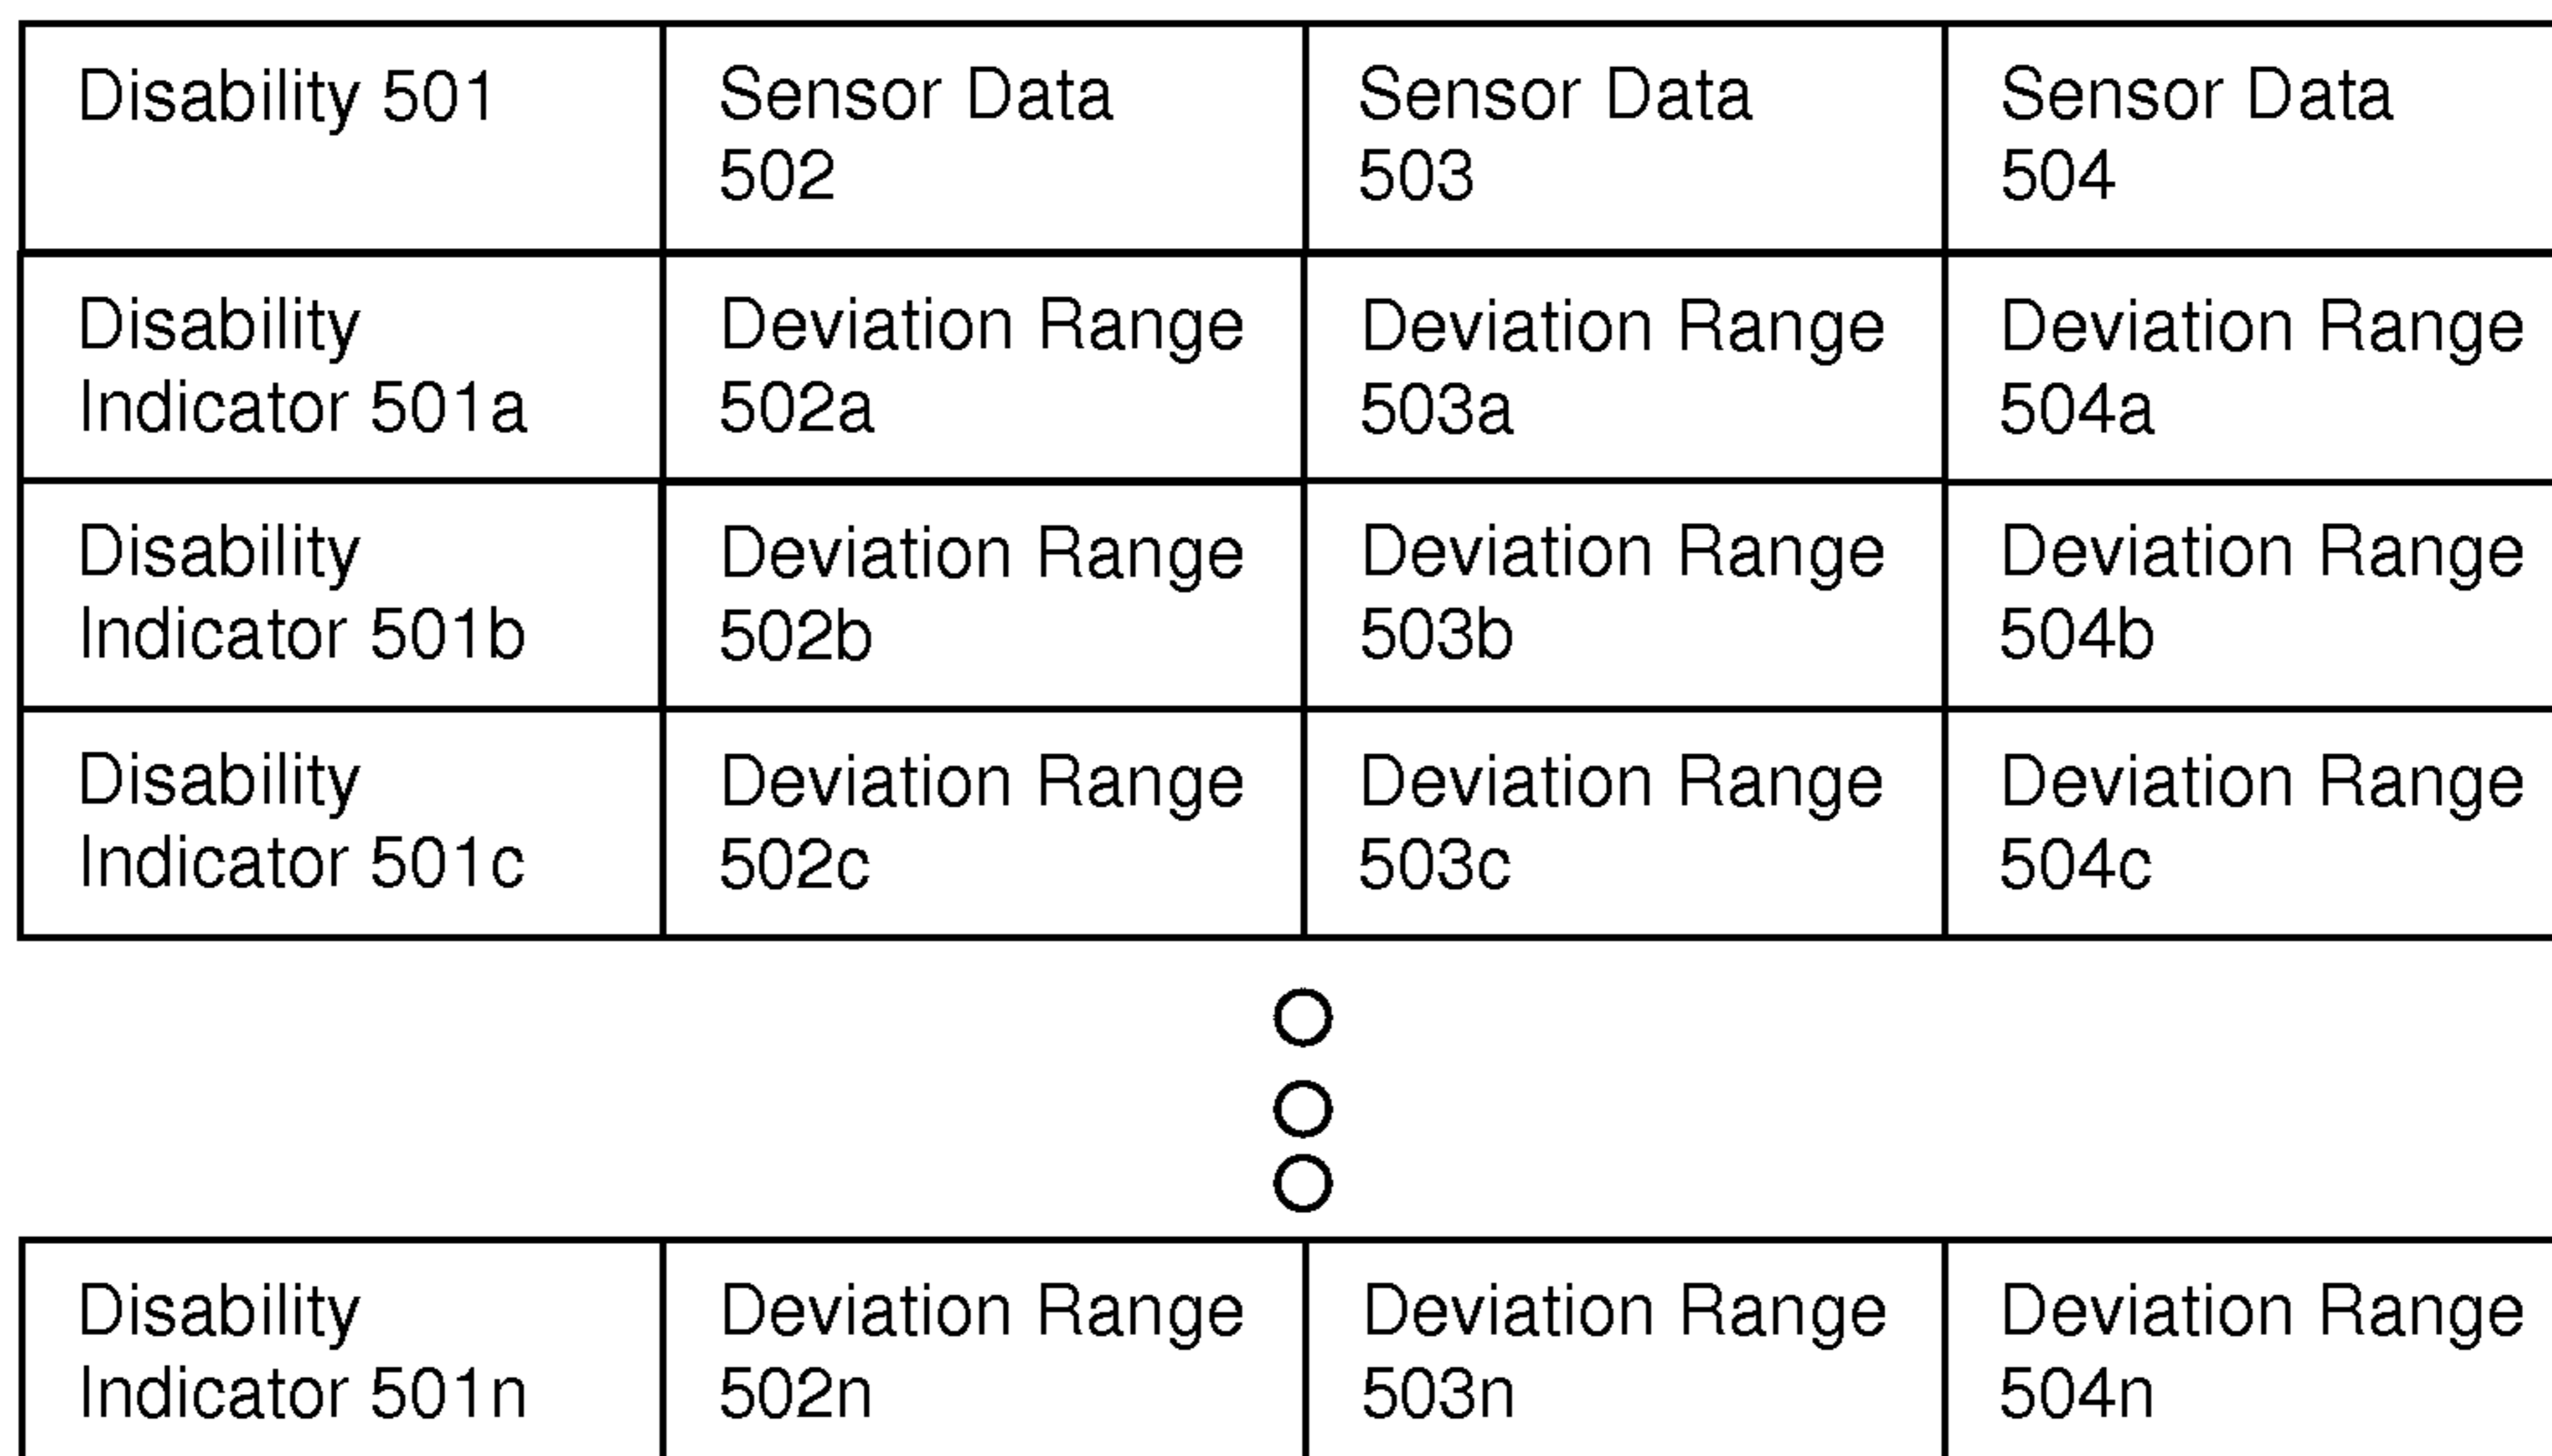 Disability 501
Sensor Data
502
Sensor Data
503
Sensor Data
504
Disability
Indicator 501a
Deviation Range
502a
Deviation Range
503a
Deviation Range
504a
Disability
Indicator 501b
Deviation Range
502b
Deviation Range
503b
Deviation Range
504b
Disability
Indicator 501c
Deviation Range
502c
Deviation Range
503c
Deviation Range
504c
Disability
Indicator 501n
Deviation Range
502n
Deviation Range
503n
Deviation Range
504n